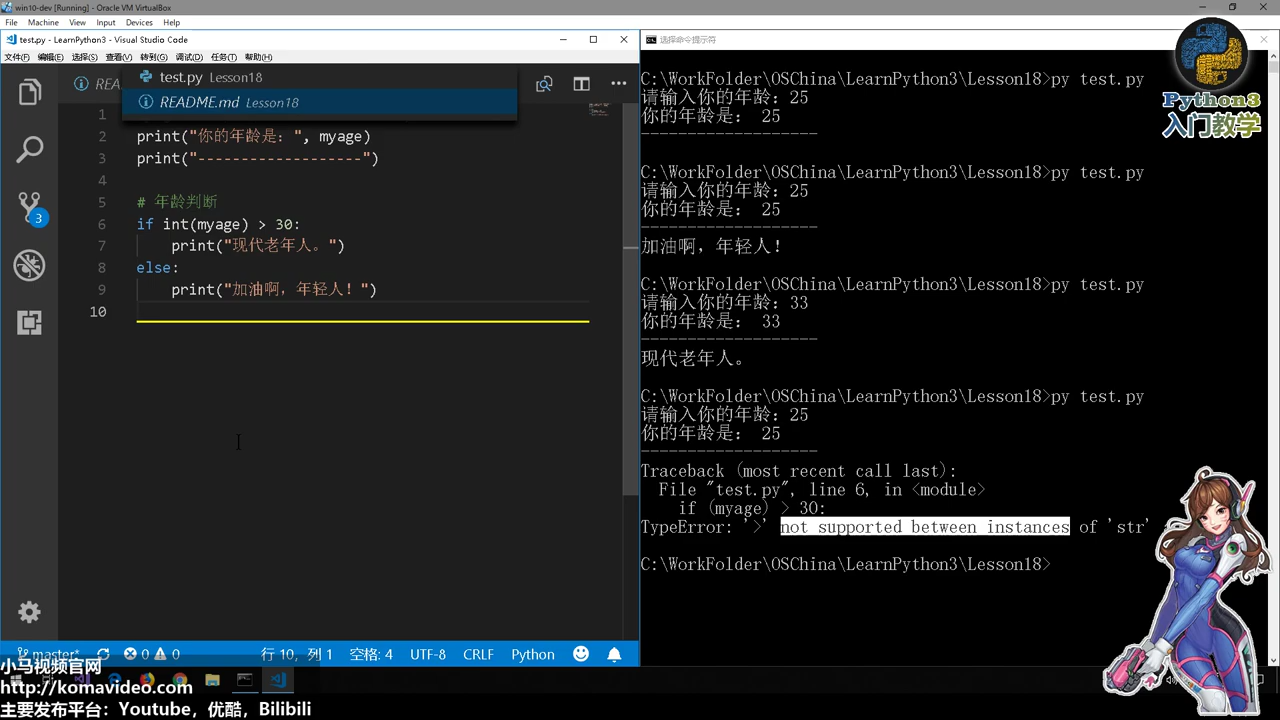 win10-dev [Running] - Oracle VM VirtualBox
File Machine View Input Devices Help
test.py - LearnPython3 - Visual Studio Code
文件(F) 编辑(E) 选择(S) 查看(V) 转到(G) 调试(D) 任务(T) 帮助(H)
REA
test.py Lesson18
README.md Lesson18
1
2 print("你的年龄是: ", myage)
3 print("-------------------")
4
5 # 年龄判断
6 if int(myage) > 30:
7 print("现代老年人。")
8 else:
9 print("加油啊，年轻人！")
10
3
master*
0 0
行 10, 列 1
空格: 4
UTF-8
CRLF
Python
选择命令提示符
C:\WorkFolder\OSChina\LearnPython3\Lesson18>py test.py
请输入你的年龄: 25
你的年龄是: 25
-------------------
C:\WorkFolder\OSChina\LearnPython3\Lesson18>py test.py
请输入你的年龄: 25
你的年龄是: 25
-------------------
加油啊，年轻人！
C:\WorkFolder\OSChina\LearnPython3\Lesson18>py test.py
请输入你的年龄: 33
你的年龄是: 33
-------------------
现代老年人。
C:\WorkFolder\OSChina\LearnPython3\Lesson18>py test.py
请输入你的年龄: 25
你的年龄是: 25
-------------------
Traceback (most recent call last):
File "test.py", line 6, in <module>
if (myage) > 30:
TypeError: '>' not supported between instances of 'str'
C:\WorkFolder\OSChina\LearnPython3\Lesson18>
Python3
入门教学
小马视频官网
http://komavideo.com
主要发布平台: Youtube, 优酷, Bilibili